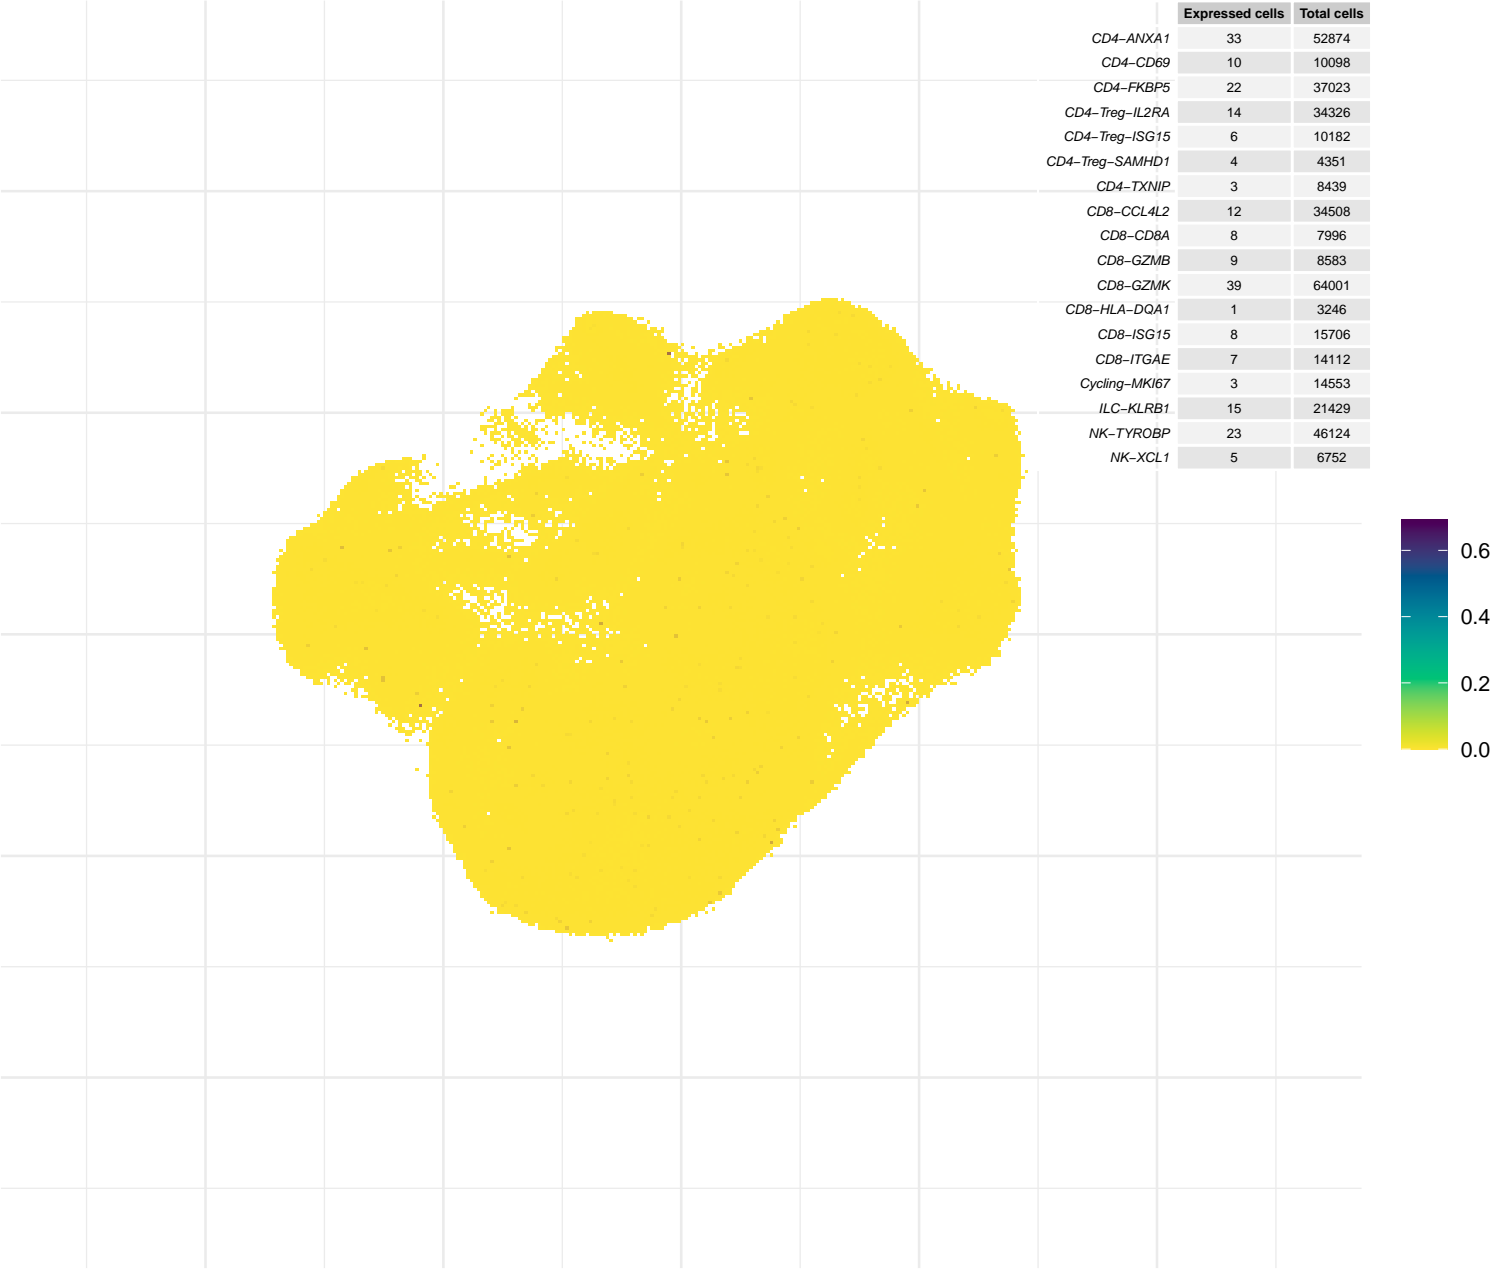 Expressed cells Total cells
CD4−ANXA1 33 52874
CD4−CD69 10 10098
CD4−FKBP5 22 37023
CD4−Treg−IL2RA 14 34326
CD4−Treg−ISG15 6 10182
CD4−Treg−SAMHD1 4 4351
CD4−TXNIP 3 8439
CD8−CCL4L2 12 34508
CD8−CD8A 8 7996
CD8−GZMB 9 8583
CD8−GZMK 39 64001
CD8−HLA−DQA1 1 3246
CD8−ISG15 8 15706
CD8−ITGAE 7 14112
Cycling−MKI67 3 14553
ILC−KLRB1 15 21429
NK−TYROBP 23 46124
NK−XCL1 5 6752
0.6
0.4
0.2
0.0